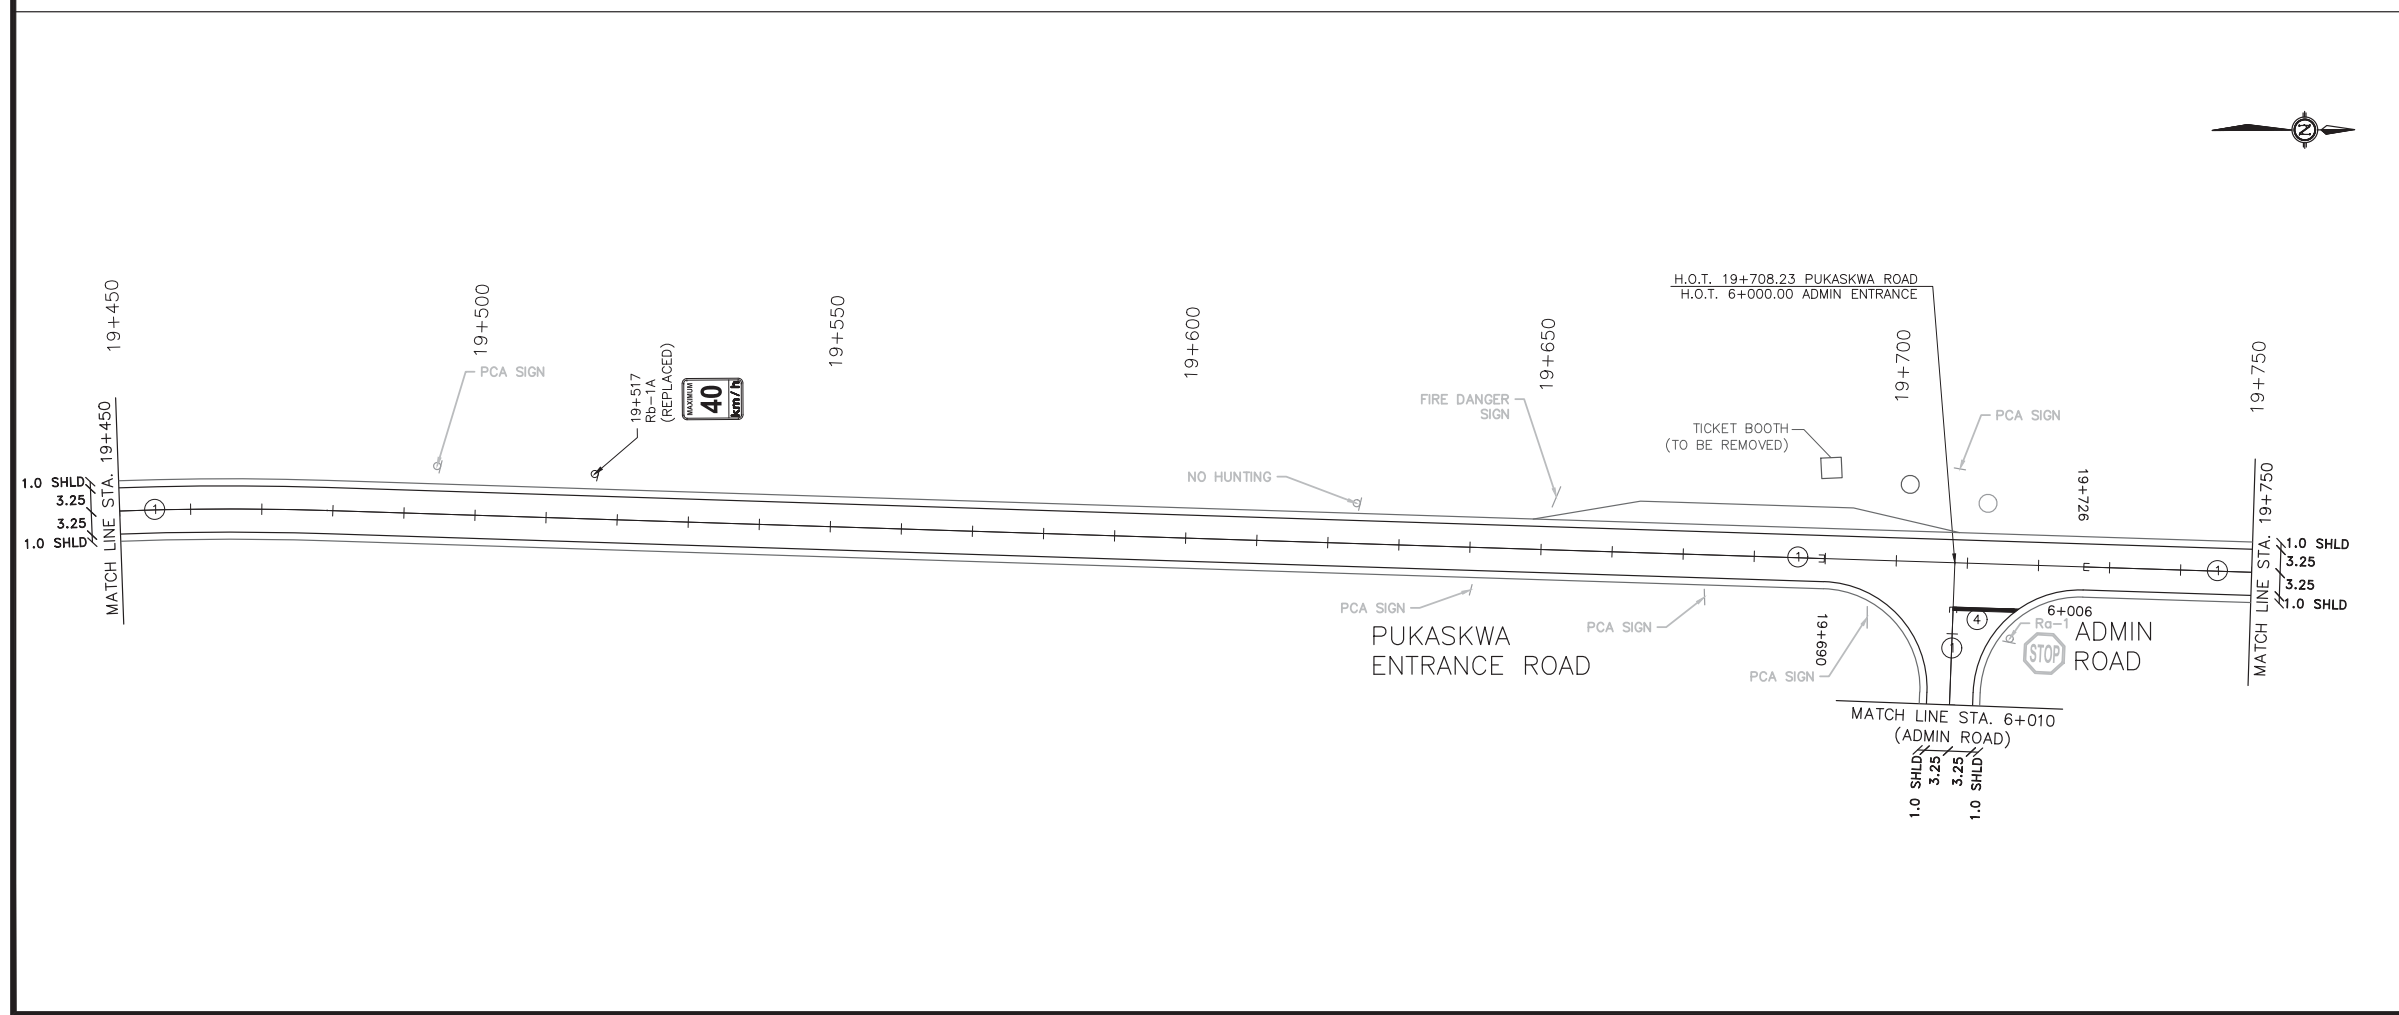 N
19+450
19+500
19+550
19+600
19+650
19+700
19+750
H.O.T. 19+708.23 PUKASKWA ROAD
H.O.T. 6+000.00 ADMIN ENTRANCE
PCA SIGN
19+517
Rb-1A
(REPLACED)
MAXIMUM
40
km/h
FIRE DANGER
SIGN
NO HUNTING
TICKET BOOTH
(TO BE REMOVED)
PCA SIGN
19+726
MATCH LINE STA. 19+450
1.0 SHLD
3.25
3.25
1.0 SHLD
1
1
1
MATCH LINE STA. 19+750
1.0 SHLD
3.25
3.25
1.0 SHLD
PCA SIGN
PCA SIGN
PCA SIGN
PUKASKWA
ENTRANCE ROAD
19+690
6+006
4
1
Ra-1
STOP
ADMIN
ROAD
MATCH LINE STA. 6+010
(ADMIN ROAD)
1.0 SHLD
3.25
3.25
1.0 SHLD